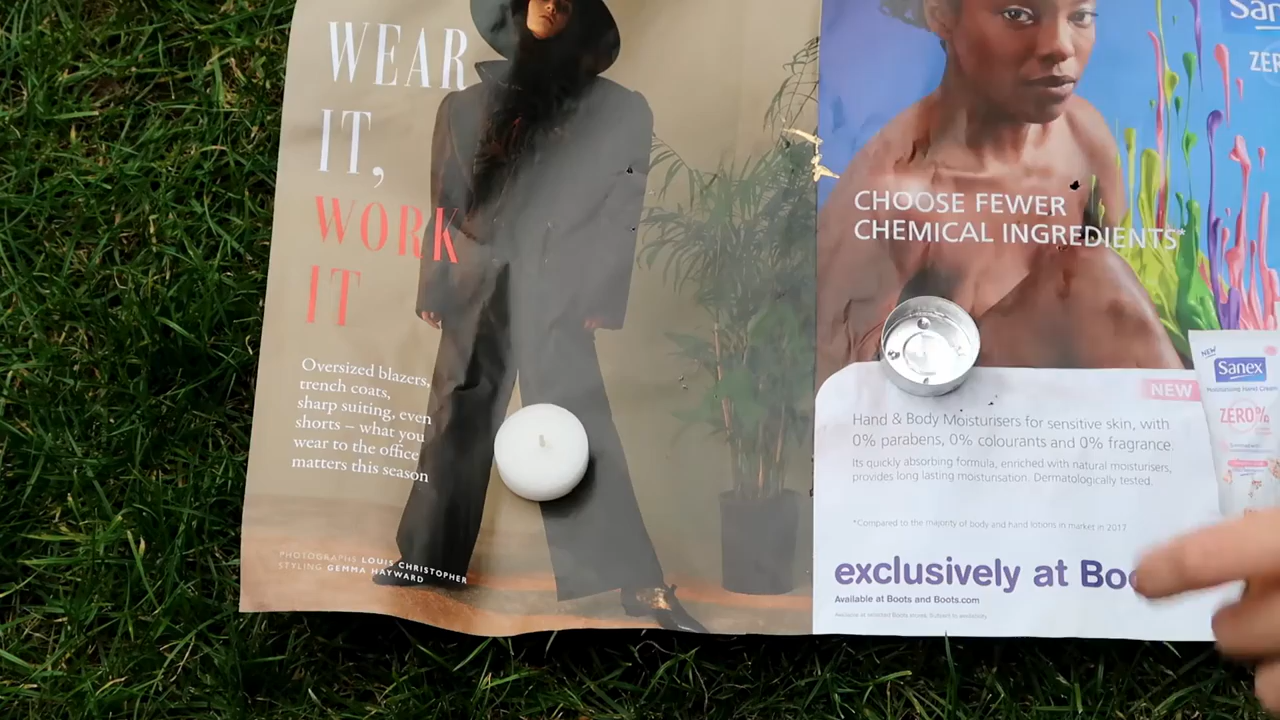 WEAR
IT,
WORK
IT
Oversized blazers,
trench coats,
sharp suiting, even
shorts – what you
wear to the office
matters this season
PHOTOGRAPHS LOUIS CHRISTOPHER
STYLING GEMMA HAYWARD
CHOOSE FEWER
CHEMICAL INGREDIENTS*
NEW
Hand & Body Moisturisers for sensitive skin, with
0% parabens, 0% colourants and 0% fragrance.
Its quickly absorbing formula, enriched with natural moisturisers,
provides long lasting moisturisation. Dermatologically tested.
*Compared to the majority of body and hand lotions in market in 2017
exclusively at Boo
Available at Boots and Boots.com
NEW
Sanex
Moisturising Hand Cream
ZERO%